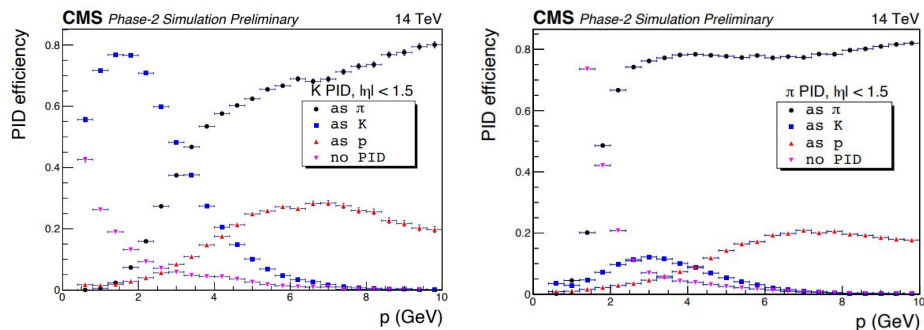 CMS Phase-2 Simulation Preliminary 14 TeV
PID efficiency
0.8
0.6
0.4
0.2
0
K PID, |η| < 1.5
as π
as K
as p
no PID
0 2 4 6 8 10
p (GeV)
CMS Phase-2 Simulation Preliminary 14 TeV
PID efficiency
0.8
0.6
0.4
0.2
0
π PID, |η| < 1.5
as π
as K
as p
no PID
0 2 4 6 8 10
p (GeV)